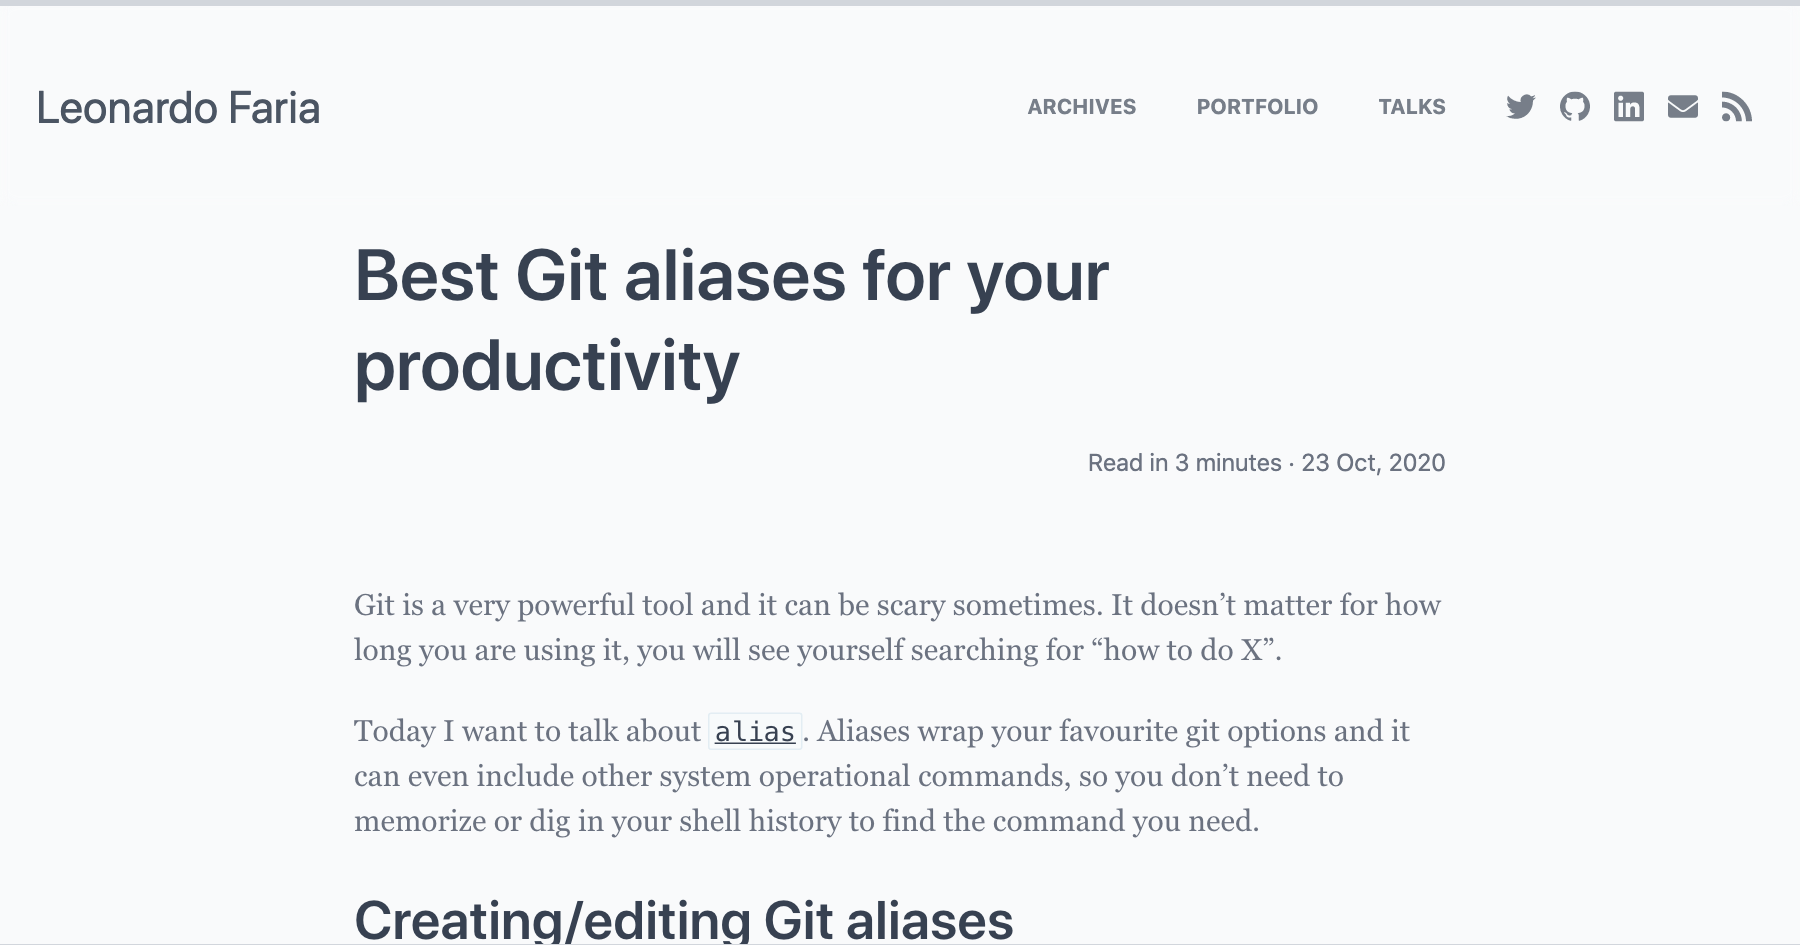 Leonardo Faria
ARCHIVES PORTFOLIO TALKS
Best Git aliases for your
productivity
Read in 3 minutes · 23 Oct, 2020
Git is a very powerful tool and it can be scary sometimes. It doesn’t matter for how
long you are using it, you will see yourself searching for “how to do X”.
Today I want to talk about alias. Aliases wrap your favourite git options and it
can even include other system operational commands, so you don’t need to
memorize or dig in your shell history to find the command you need.
Creating/editing Git aliases